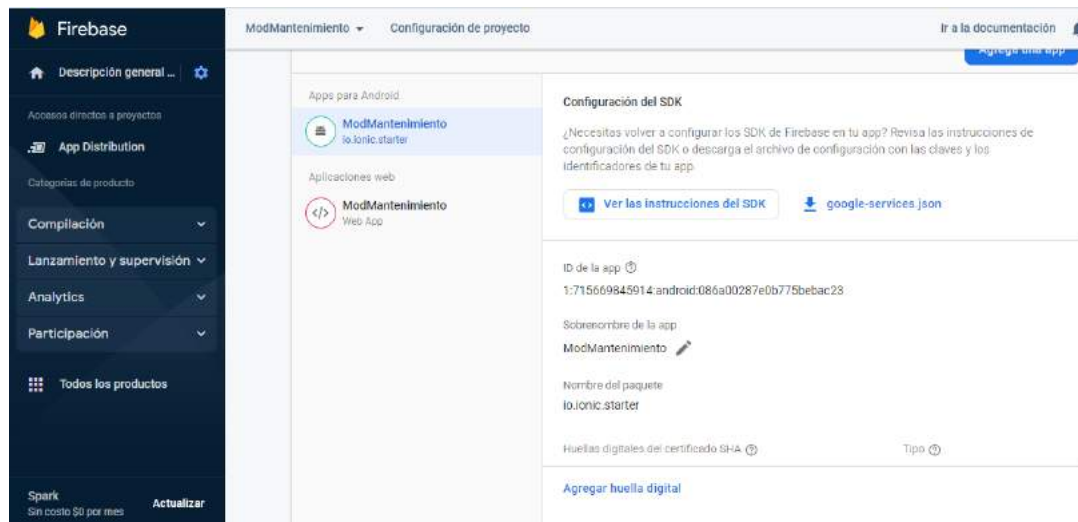 Firebase
Descripción general ...
Accesos directos a proyectos
App Distribution
Categorías de producto
Compilación
Lanzamiento y supervisión
Analytics
Participación
Todos los productos
Spark
Sin costo $0 por mes
Actualizar
ModMantenimiento
Configuración de proyecto
Ir a la documentación
Agrega una app
Apps para Android
ModMantenimiento
io.ionic.starter
Aplicaciones web
ModMantenimiento
Web App
Configuración del SDK
¿Necesitas volver a configurar los SDK de Firebase en tu app? Revisa las instrucciones de
configuración del SDK o descarga el archivo de configuración con las claves y los
identificadores de tu app
Ver las instrucciones del SDK
google-services.json
ID de la app
1:715669845914:android:086a00287e0b775bebac23
Sobrenombre de la app
ModMantenimiento
Nombre del paquete
io.ionic.starter
Huellas digitales del certificado SHA
Tipo
Agregar huella digital